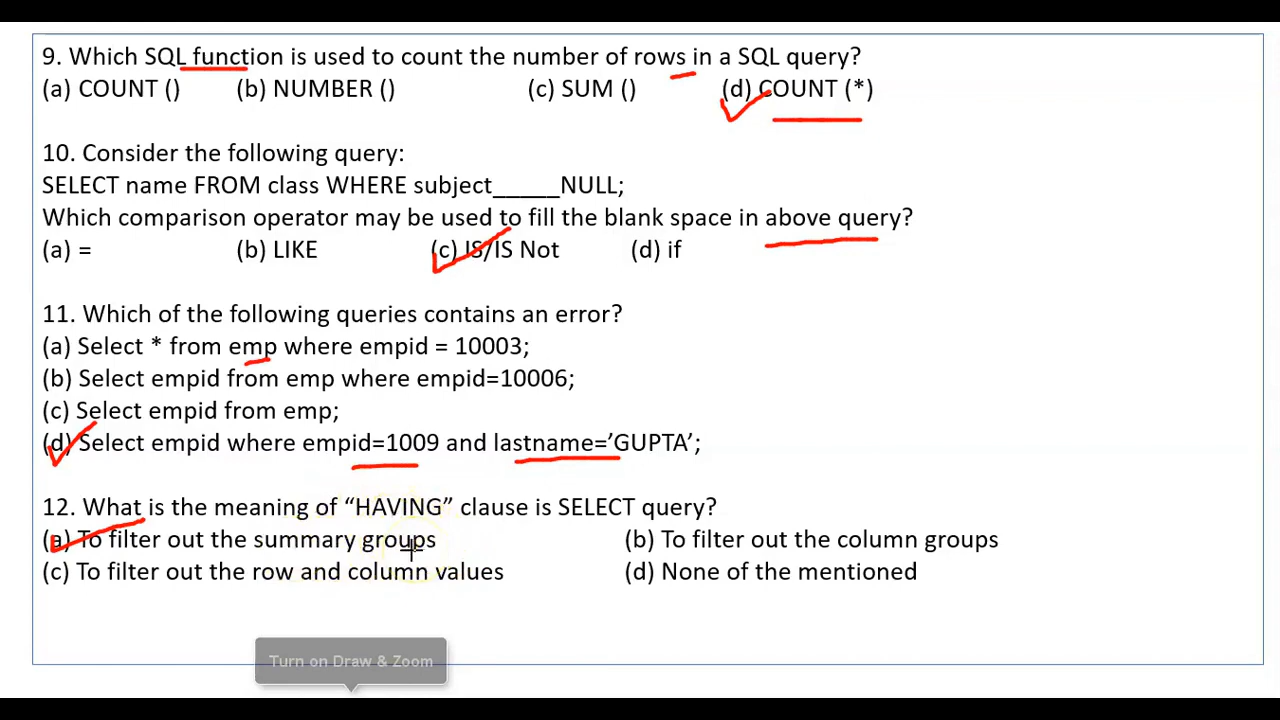 9. Which SQL function is used to count the number of rows in a SQL query?
(a) COUNT () (b) NUMBER () (c) SUM () (d) COUNT (*)
10. Consider the following query:
SELECT name FROM class WHERE subject_____NULL;
Which comparison operator may be used to fill the blank space in above query?
(a) = (b) LIKE (c) IS/IS Not (d) if
11. Which of the following queries contains an error?
(a) Select * from emp where empid = 10003;
(b) Select empid from emp where empid=10006;
(c) Select empid from emp;
(d) Select empid where empid=1009 and lastname=’GUPTA’;
12. What is the meaning of “HAVING” clause is SELECT query?
(a) To filter out the summary groups (b) To filter out the column groups
(c) To filter out the row and column values (d) None of the mentioned
Turn on Draw & Zoom